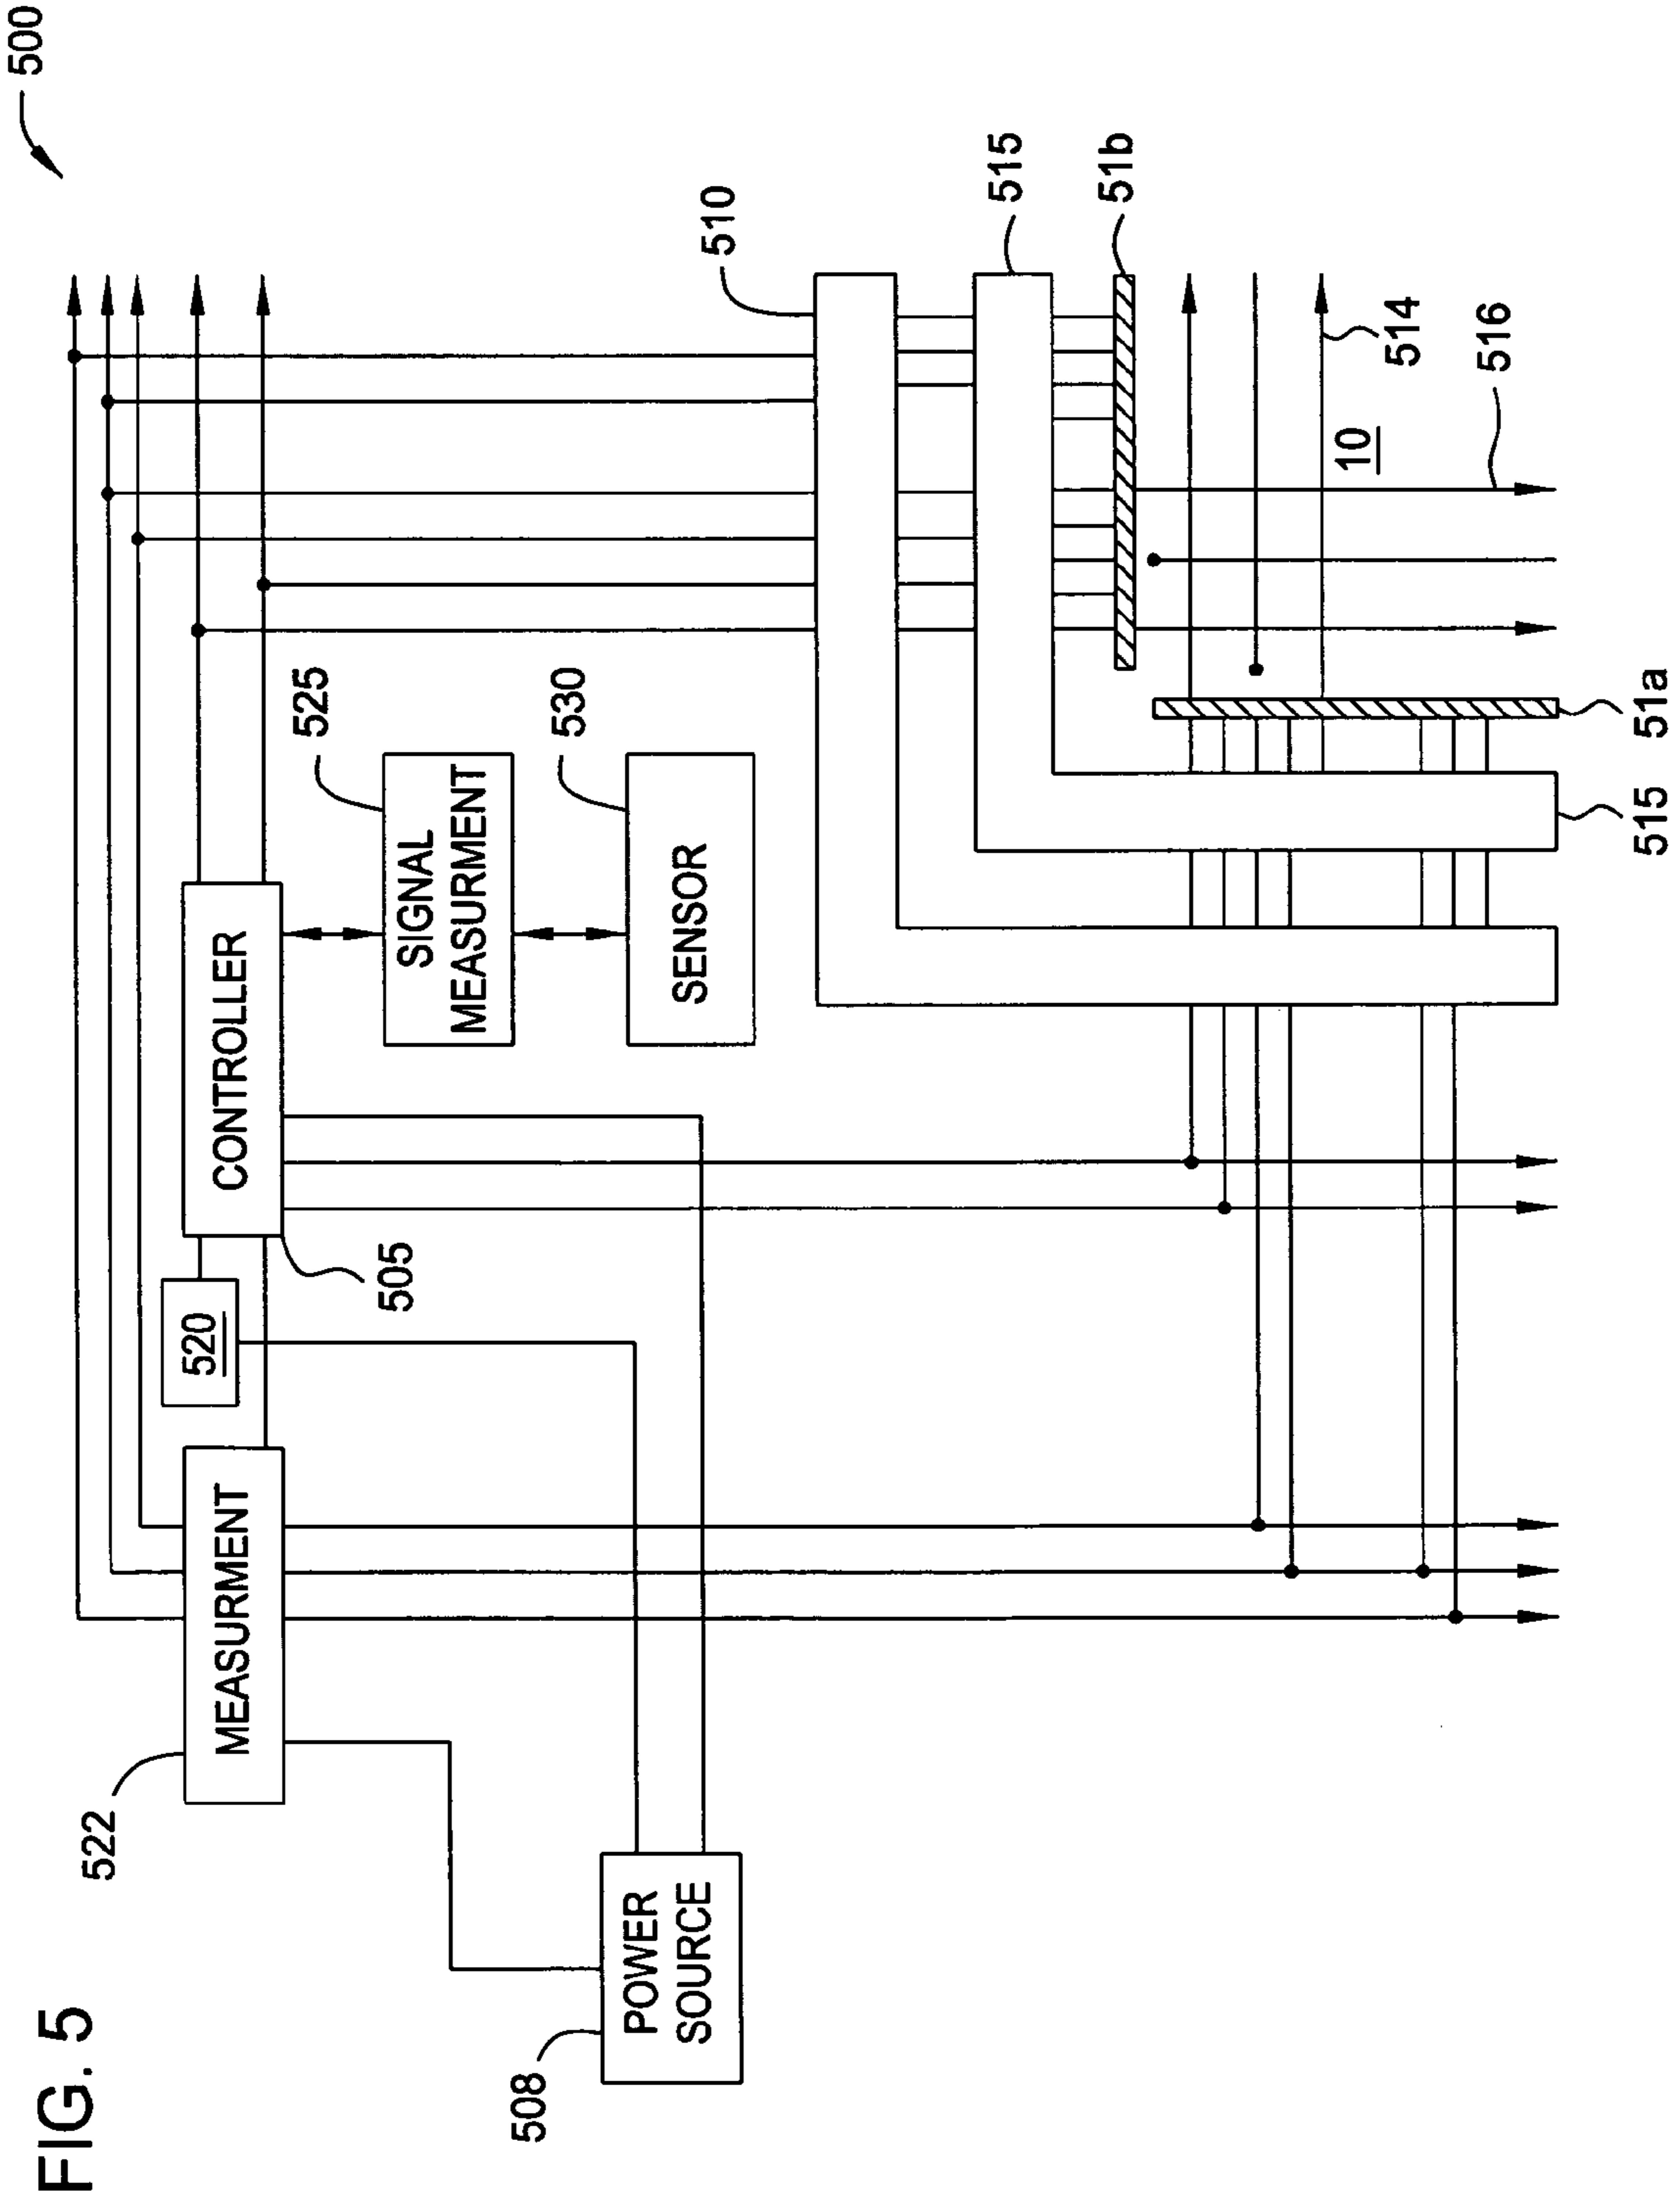 FIG. 5
500
522
MEASURMENT
520
CONTROLLER
505
525
SIGNAL
MEASURMENT
530
SENSOR
508
POWER
SOURCE
510
515
51b
514
10
516
51a
515